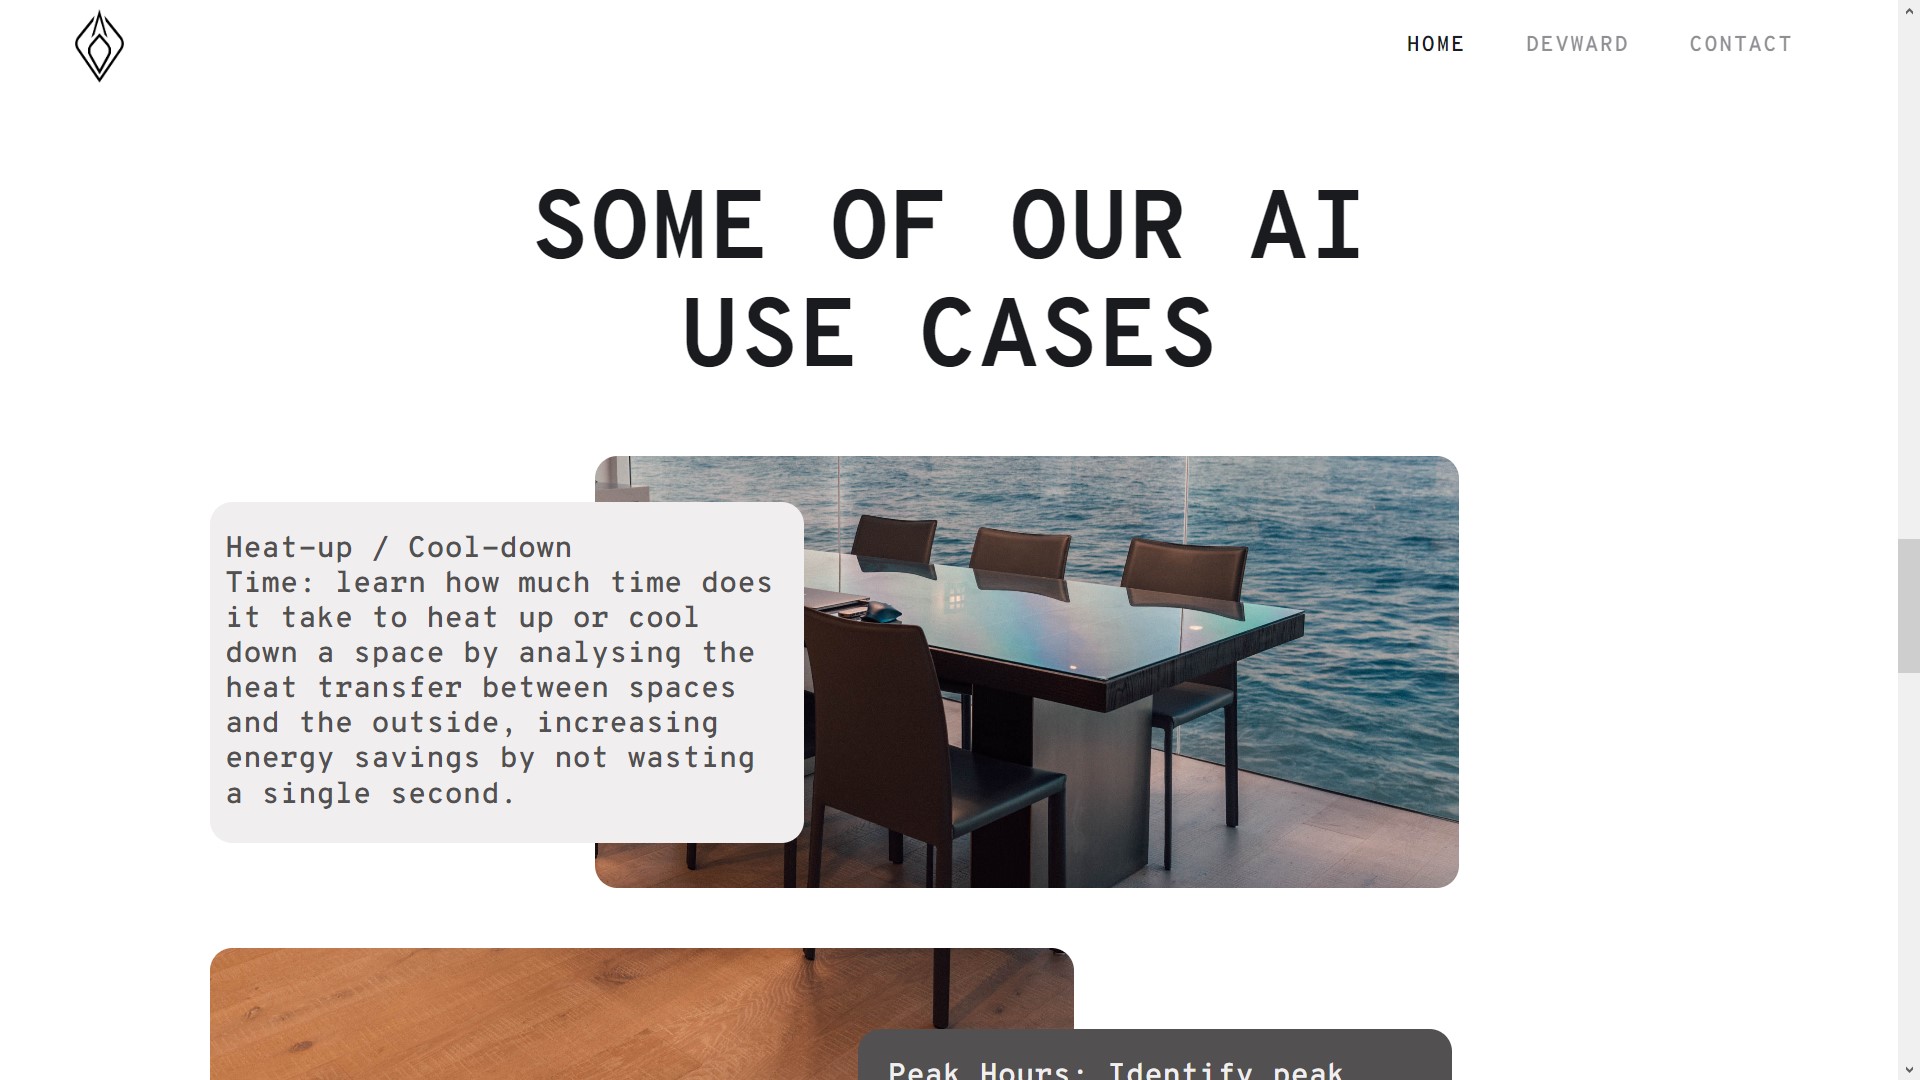 HOME DEVWARD CONTACT
SOME OF OUR AI
USE CASES
Heat-up / Cool-down
Time: learn how much time does
it take to heat up or cool
down a space by analysing the
heat transfer between spaces
and the outside, increasing
energy savings by not wasting
a single second.
Peak Hours: Identify peak